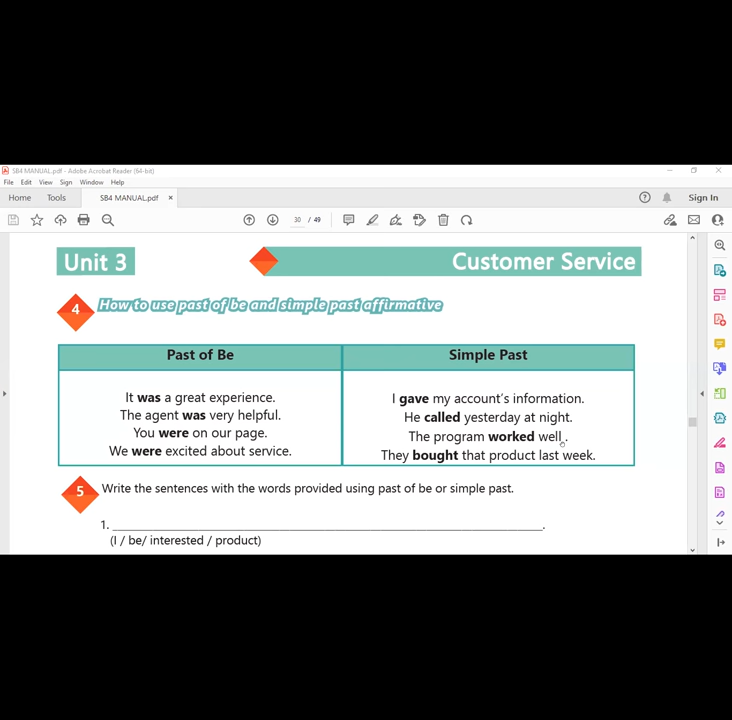 SB4 MANUAL.pdf - Adobe Acrobat Reader (64-bit)
File Edit View Sign Window Help
Home Tools SB4 MANUAL.pdf × Sign In
30 / 49
Unit 3 Customer Service
4 How to use past of be and simple past affirmative
Past of Be Simple Past
It was a great experience. I gave my account's information.
The agent was very helpful. He called yesterday at night.
You were on our page. The program worked well.
We were excited about service. They bought that product last week.
5 Write the sentences with the words provided using past of be or simple past.
1. ______________________________.
(I / be/ interested / product)